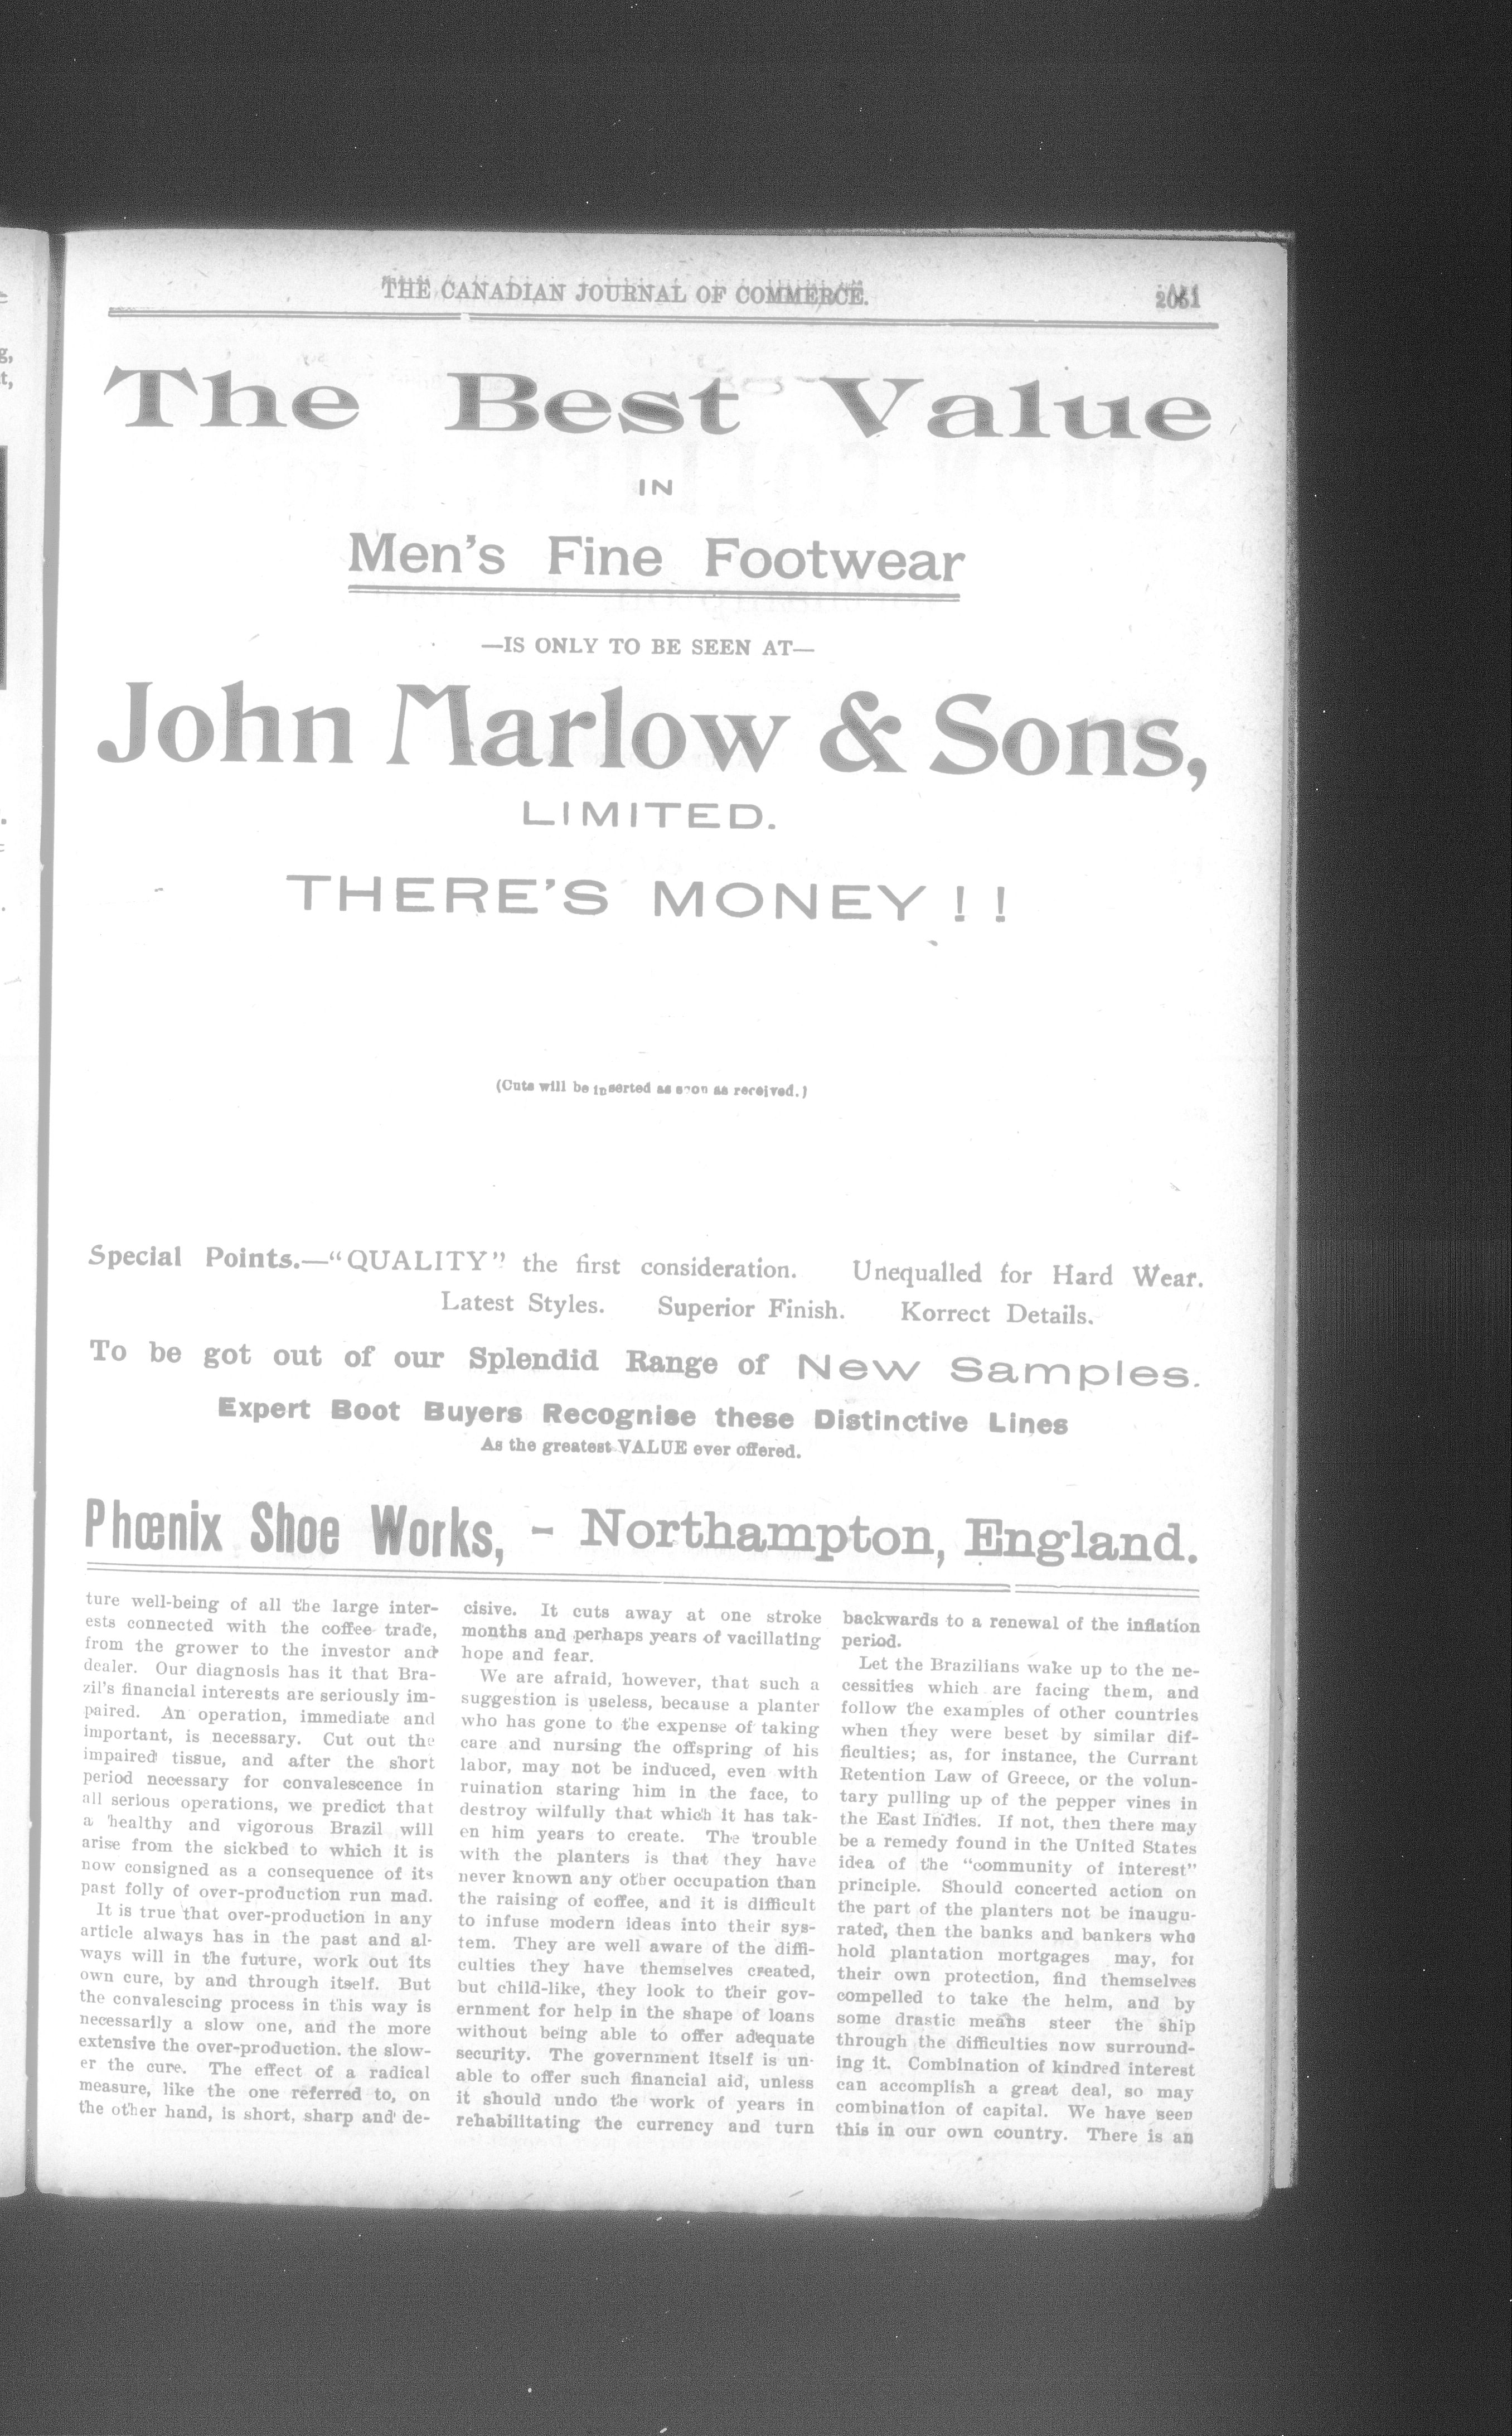 THE CANADIAN JOURNAL OF COMMERCE.
The Best Value
IN
Men's Fine Footwear
—IS ONLY TO BE SEEN AT—
John Marlow & Sons,
LIMITED.
THERE'S MONEY!!
(Cuts will be inserted as soon as received.)
Special Points.—"QUALITY" the first consideration. Unequalled for Hard Wear.
Latest Styles. Superior Finish. Korrect Details.
To be got out of our Splendid Range of New Samples.
Expert Boot Buyers Recognise these Distinctive Lines
As the greatest VALUE ever offered.
Phœnix Shoe Works, - Northampton, England.
ture well-being of all the large inter-
ests connected with the coffee trade,
from the grower to the investor and
dealer. Our diagnosis has it that Bra-
zil's financial interests are seriously im-
paired. An operation, immediate and
important, is necessary. Cut out the
impaired tissue, and after the short
period necessary for convalescence in
all serious operations, we predict that
a healthy and vigorous Brazil will
arise from the sickbed to which it is
now consigned as a consequence of its
past folly of over-production run mad.
It is true that over-production in any
article always has in the past and al-
ways will in the future, work out its
own cure, by and through itself. But
the convalescing process in this way is
necessarily a slow one, and the more
extensive the over-production. the slow-
er the cure. The effect of a radical
measure, like the one referred to, on
the other hand, is short, sharp and de-
cisive. It cuts away at one stroke
months and perhaps years of vacillating
hope and fear.
We are afraid, however, that such a
suggestion is useless, because a planter
who has gone to the expense of taking
care and nursing the offspring of his
labor, may not be induced, even with
ruination staring him in the face, to
destroy wilfully that which it has tak-
en him years to create. The trouble
with the planters is that they have
never known any other occupation than
the raising of coffee, and it is difficult
to infuse modern ideas into their sys-
tem. They are well aware of the diffi-
culties they have themselves created,
but child-like, they look to their gov-
ernment for help in the shape of loans
without being able to offer adequate
security. The government itself is un-
able to offer such financial aid, unless
it should undo the work of years in
rehabilitating the currency and turn
backwards to a renewal of the inflation
period.
Let the Brazilians wake up to the ne-
cessities which are facing them, and
follow the examples of other countries
when they were beset by similar dif-
ficulties; as, for instance, the Currant
Retention Law of Greece, or the volun-
tary pulling up of the pepper vines in
the East Indies. If not, then there may
be a remedy found in the United States
idea of the "community of interest"
principle. Should concerted action on
the part of the planters not be inaugu-
rated, then the banks and bankers who
hold plantation mortgages may, for
their own protection, find themselves
compelled to take the helm, and by
some drastic means steer the ship
through the difficulties now surround-
ing it. Combination of kindred interest
can accomplish a great deal, so may
combination of capital. We have seen
this in our own country. There is an